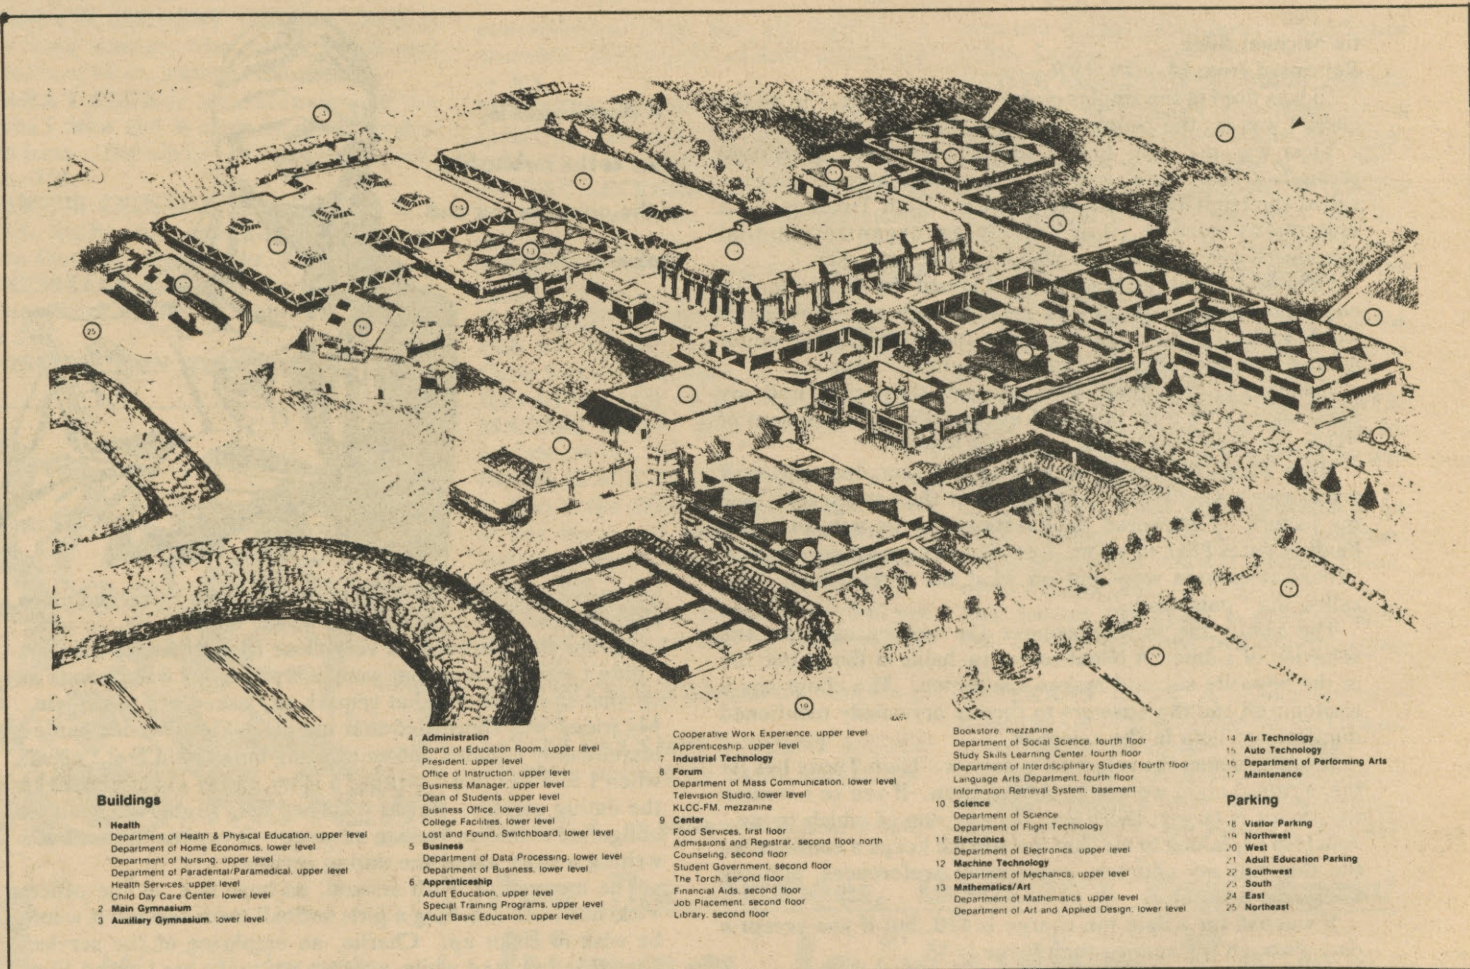 25
19
Buildings
1 Health
Department of Health & Physical Education, upper level
Department of Home Economics, lower level
Department of Nursing, upper level
Department of Paradental/Paramedical, upper level
Health Services, upper level
Child Day Care Center, lower level
2 Main Gymnasium
3 Auxiliary Gymnasium, lower level
4 Administration
Board of Education Room, upper level
President, upper level
Office of Instruction, upper level
Business Manager, upper level
Dean of Students, upper level
Business Office, lower level
College Facilities, lower level
Lost and Found, Switchboard, lower level
5 Business
Department of Data Processing, lower level
Department of Business, lower level
6 Apprenticeship
Adult Education, upper level
Special Training Programs, upper level
Adult Basic Education, upper level
Cooperative Work Experience, upper level
Apprenticeship, upper level
7 Industrial Technology
8 Forum
Department of Mass Communication, lower level
Television Studio, lower level
KLCC-FM, mezzanine
9 Center
Food Services, first floor
Admissions and Registrar, second floor north
Counseling, second floor
Student Government, second floor
The Torch, second floor
Financial Aids, second floor
Job Placement, second floor
Library, second floor
Bookstore, mezzanine
Department of Social Science, fourth floor
Study Skills Learning Center, fourth floor
Department of Interdisciplinary Studies, fourth floor
Language Arts Department, fourth floor
Information Retrieval System, basement
10 Science
Department of Science
Department of Flight Technology
11 Electronics
Department of Electronics, upper level
12 Machine Technology
Department of Mechanics, upper level
13 Mathematics/Art
Department of Mathematics, upper level
Department of Art and Applied Design, lower level
14 Air Technology
15 Auto Technology
16 Department of Performing Arts
17 Maintenance
Parking
18 Visitor Parking
19 Northwest
20 West
21 Adult Education Parking
22 Southwest
23 South
24 East
25 Northeast